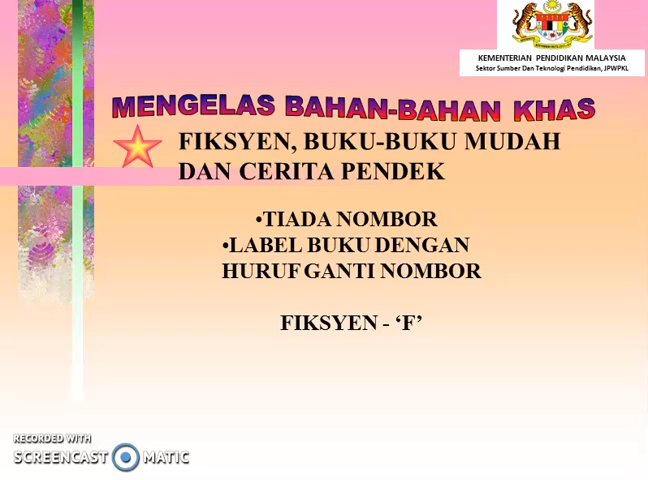 KEMENTERIAN PENDIDIKAN MALAYSIA
Sektor Sumber Dan Teknologi Pendidikan, JPWPKL
MENGELAS BAHAN-BAHAN KHAS
FIKSYEN, BUKU-BUKU MUDAH
DAN CERITA PENDEK
•TIADA NOMBOR
•LABEL BUKU DENGAN
HURUF GANTI NOMBOR
FIKSYEN - ‘F’
RECORDED WITH
SCREENCAST MATIC